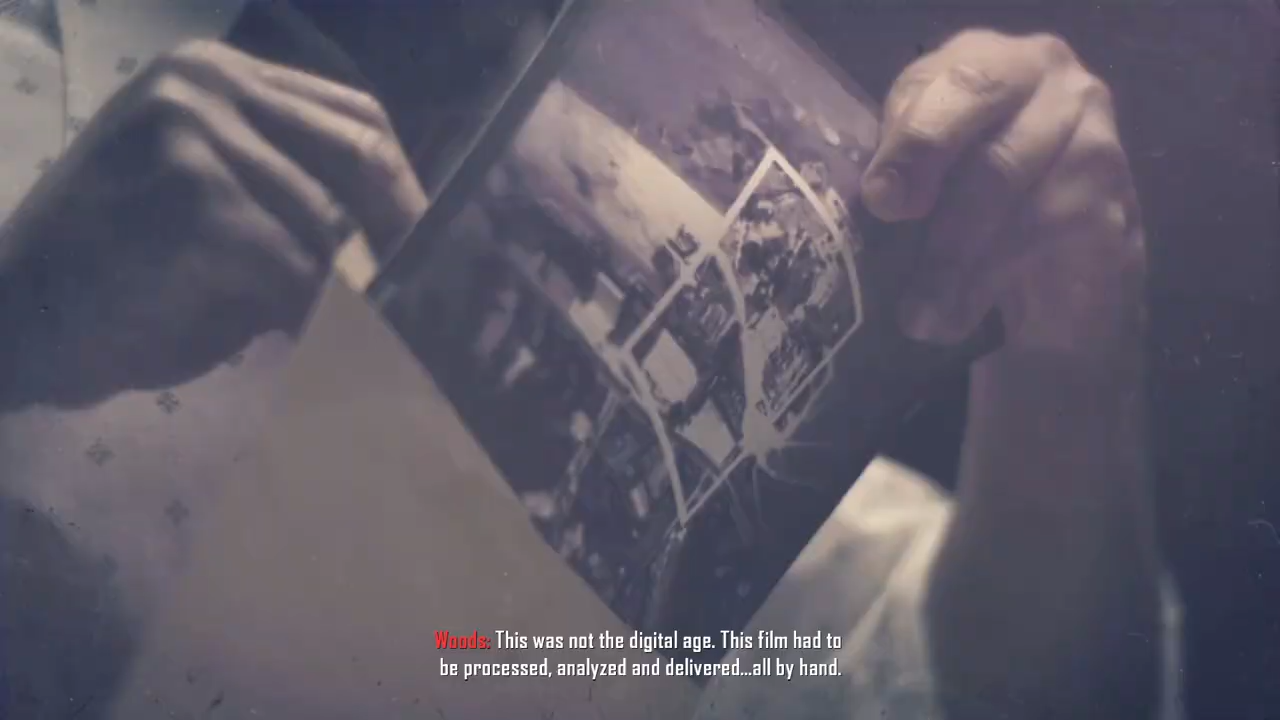 Woods: This was not the digital age. This film had to
be processed, analyzed and delivered...all by hand.